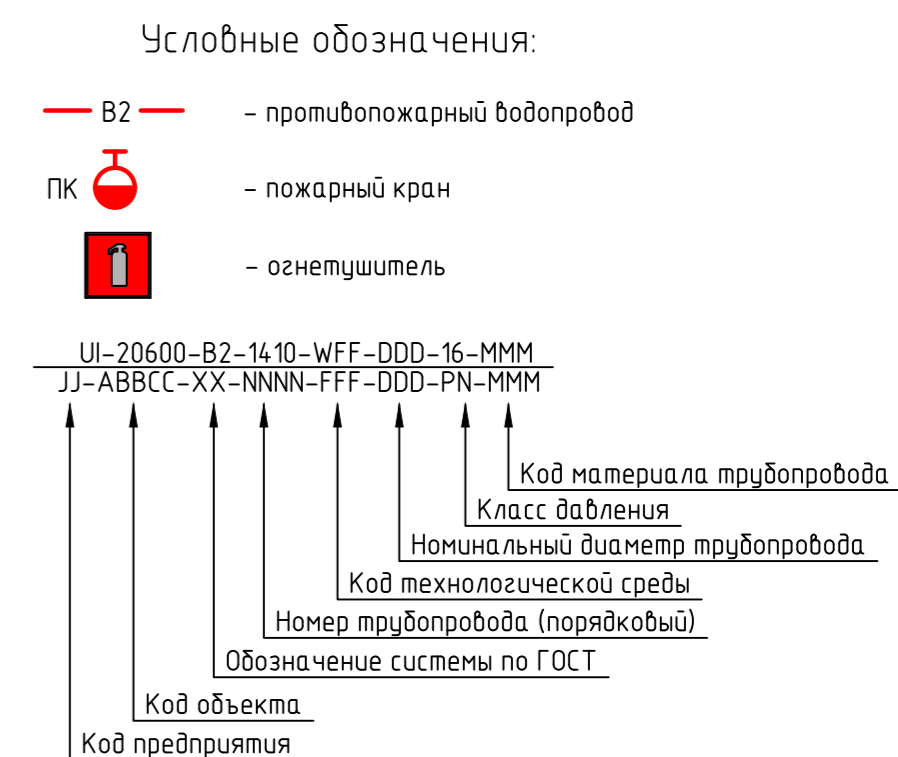 Условные обозначения:
В2 – противопожарный водопровод
ПК – пожарный кран
– огнетушитель
UI-20600-B2-1410-WFF-DDD-16-MMM
JJ-ABBCC-XX-NNNN-FFF-DDD-PN-MMM
Код материала трубопровода
Класс давления
Номинальный диаметр трубопровода
Код технологической среды
Номер трубопровода (порядковый)
Обозначение системы по ГОСТ
Код объекта
Код предприятия